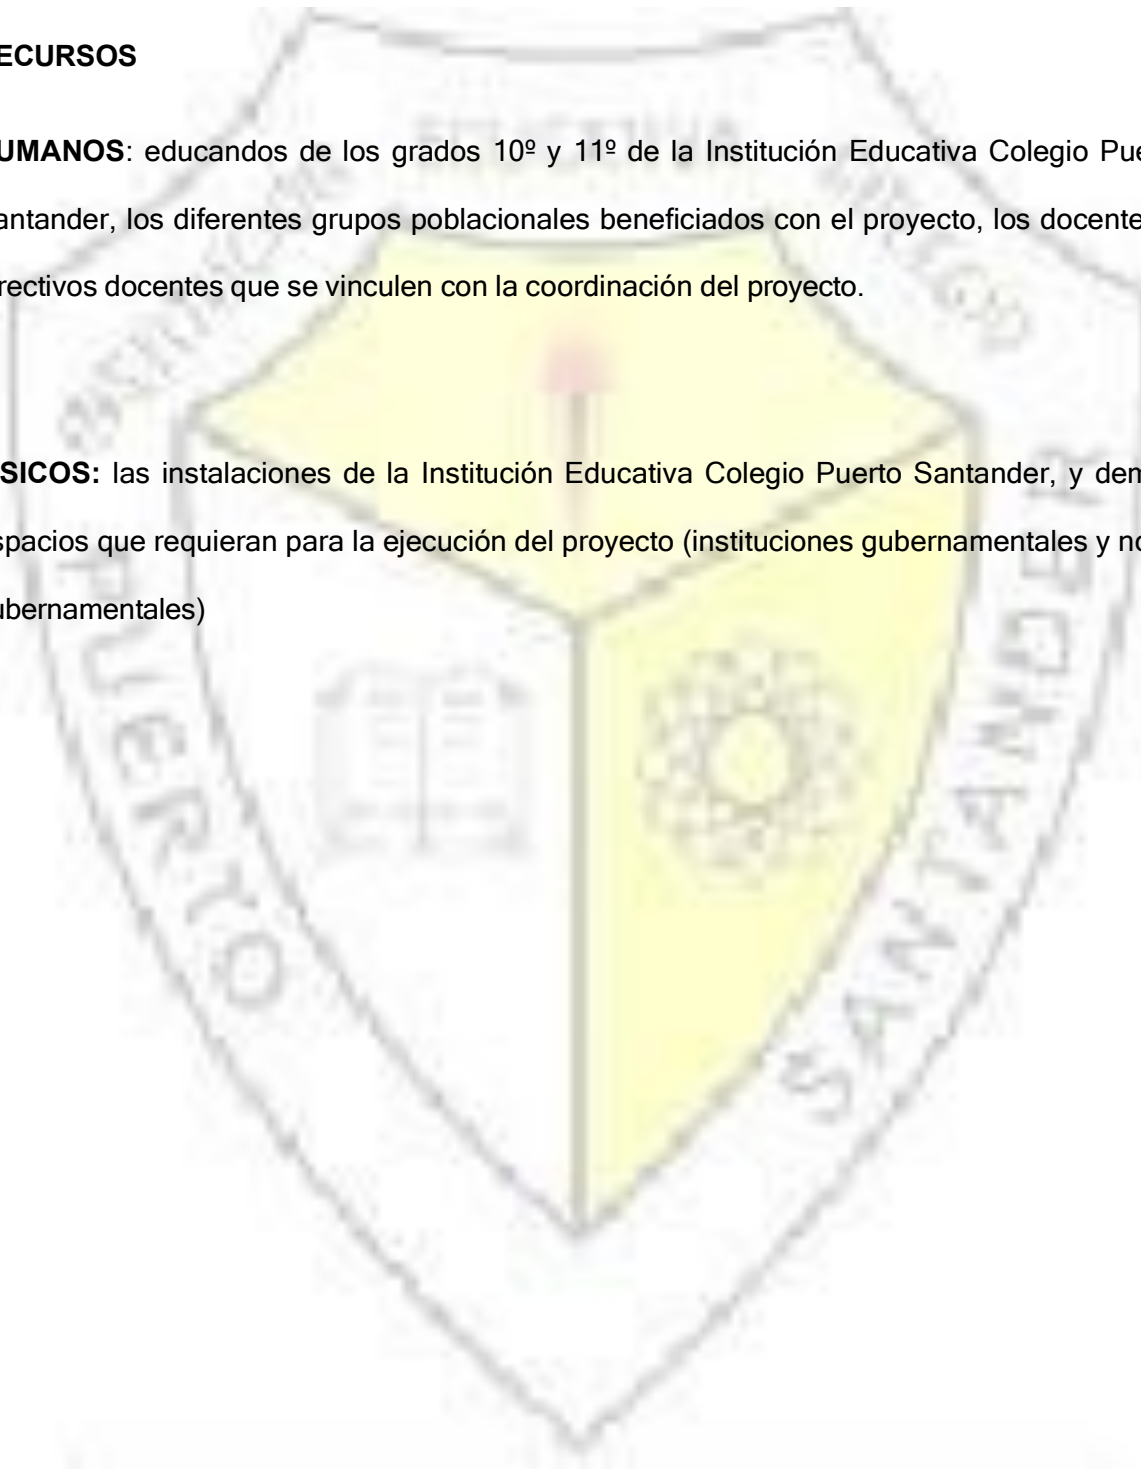 ECURSOS
UMANOS: educandos de los grados 10º y 11º de la Institución Educativa Colegio Pue
antander, los diferentes grupos poblacionales beneficiados con el proyecto, los docente
rectivos docentes que se vinculen con la coordinación del proyecto.
SICOS: las instalaciones de la Institución Educativa Colegio Puerto Santander, y dem
spacios que requieran para la ejecución del proyecto (instituciones gubernamentales y no
ubernamentales)
PUERTO
SANTANDER